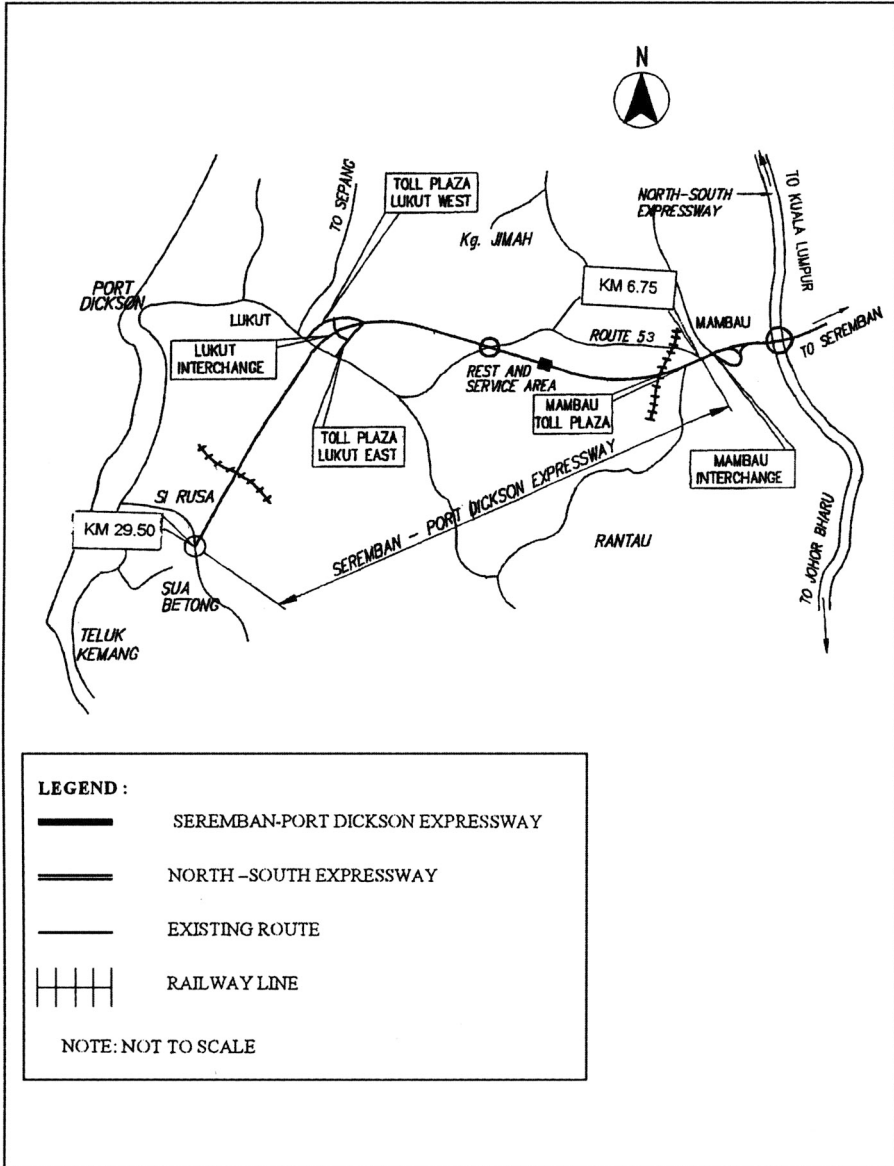 N
TO SEPANG
TOLL PLAZA
LUKUT WEST
NORTH-SOUTH
EXPRESSWAY
TO KUALA LUMPUR
Kg. JIMAH
PORT
DICKSON
KM 6.75
LUKUT
ROUTE 53
MAMBAU
TO SEREMBAN
LUKUT
INTERCHANGE
REST AND
SERVICE AREA
MAMBAU
TOLL PLAZA
TOLL PLAZA
LUKUT EAST
MAMBAU
INTERCHANGE
SI RUSA
KM 29.50
SEREMBAN - PORT DICKSON EXPRESSWAY
RANTAU
TO JOHOR BHARU
SUA
BETONG
TELUK
KEMANG
LEGEND :
SEREMBAN-PORT DICKSON EXPRESSWAY
NORTH –SOUTH EXPRESSWAY
EXISTING ROUTE
RAILWAY LINE
NOTE: NOT TO SCALE